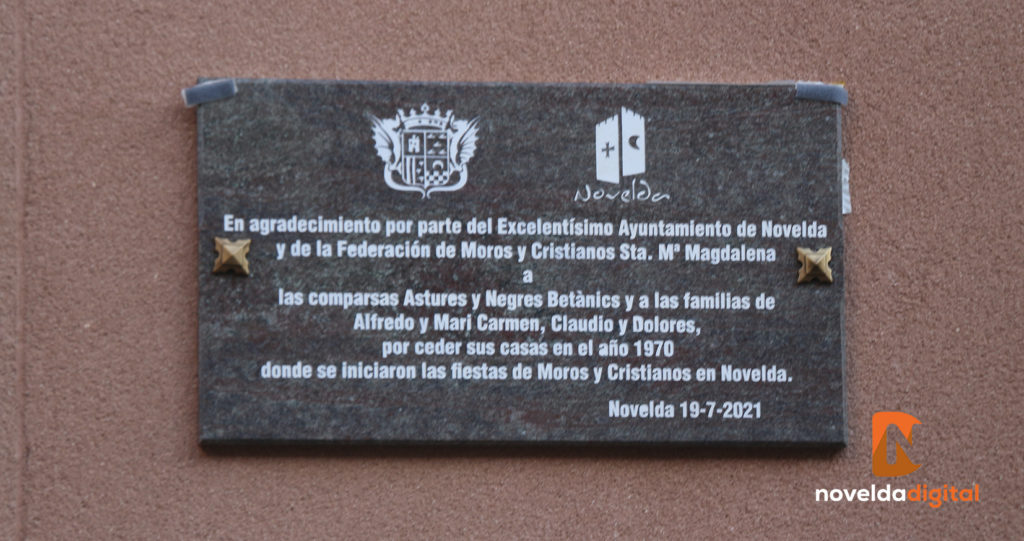 Novelda
En agradecimiento por parte del Excelentísimo Ayuntamiento de Novelda
y de la Federación de Moros y Cristianos Sta. Mª Magdalena
a
las comparsas Astures y Negres Betànics y a las familias de
Alfredo y Mari Carmen, Claudio y Dolores,
por ceder sus casas en el año 1970
donde se iniciaron las fiestas de Moros y Cristianos en Novelda.
Novelda 19-7-2021
noveldadigital